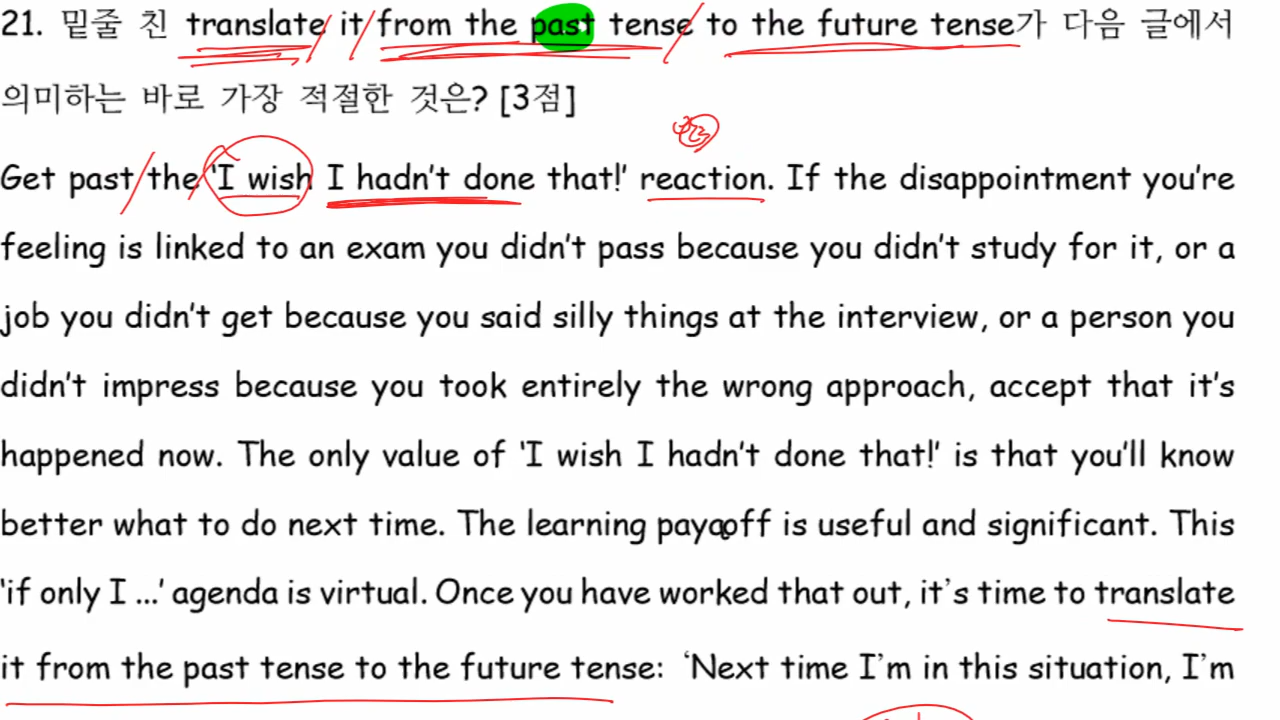 21. 밑줄 친 translate it from the past tense to the future tense가 다음 글에서
의미하는 바로 가장 적절한 것은? [3점]
Get past the 'I wish I hadn't done that!' reaction. If the disappointment you're
feeling is linked to an exam you didn't pass because you didn't study for it, or a
job you didn't get because you said silly things at the interview, or a person you
didn't impress because you took entirely the wrong approach, accept that it's
happened now. The only value of 'I wish I hadn't done that!' is that you'll know
better what to do next time. The learning payoff is useful and significant. This
'if only I ...' agenda is virtual. Once you have worked that out, it's time to translate
it from the past tense to the future tense: 'Next time I'm in this situation, I'm